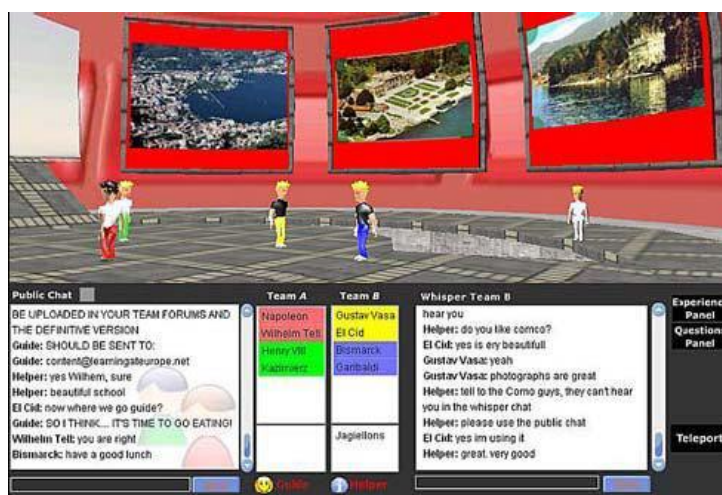 Public Chat
BE UPLOADED IN YOUR TEAM FORUMS AND
THE DEFINITIVE VERSION
Guide: SHOULD BE SENT TO:
Guide: content@learningateurope.net
Helper: yes Wilhem, sure
Helper: beautiful school
El Cid: now where we go guide?
Guide: SO I THINK... IT'S TIME TO GO EATING!
Wilhelm Tell: you are right
Bismarck: have a good lunch
Team A
Napoleon
Wilhelm Tell
Henry VIII
Kazimierz
Team B
Gustav Vasa
El Cid
Bismarck
Garibaldi
Jagiellons
Guide
Helper
Whisper Team B
hear you
Helper: do you like comco?
El Cid: yes is ery beautifull
Gustav Vasa: yeah
Gustav Vasa: photographs are great
Helper: tell to the Como guys, they can't hear
you in the whisper chat
Helper: please use the public chat
El Cid: yes im using it
Helper: great. very good
Experience
Panel
Question
Panel
Teleport